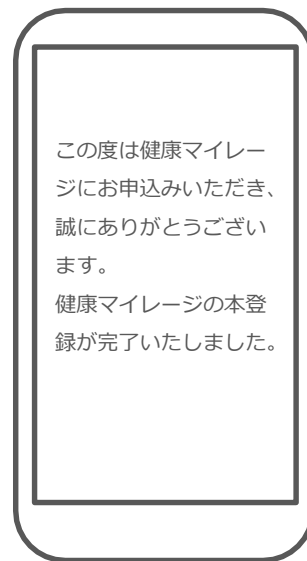 この度は健康マイレー
ジにお申込みいただき、
誠にありがとうござい
ます。
健康マイレージの本登
録が完了いたしました。